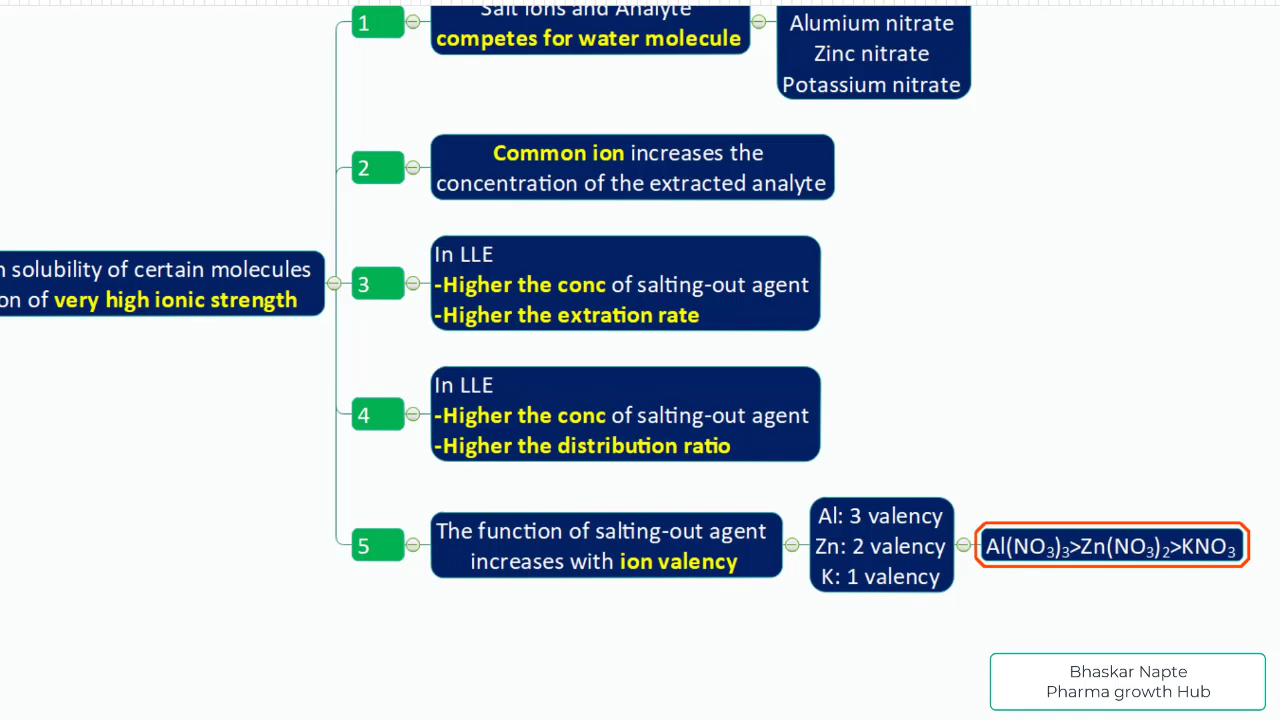 1
Salt ions and Analyte
competes for water molecule
Alumium nitrate
Zinc nitrate
Potassium nitrate
2
Common ion increases the
concentration of the extracted analyte
solubility of certain molecules
of very high ionic strength
3
In LLE
-Higher the conc of salting-out agent
-Higher the extration rate
4
In LLE
-Higher the conc of salting-out agent
-Higher the distribution ratio
5
The function of salting-out agent
increases with ion valency
Al: 3 valency
Zn: 2 valency
K: 1 valency
Al(NO₃)₃>Zn(NO₃)₂>KNO₃
Bhaskar Napte
Pharma growth Hub